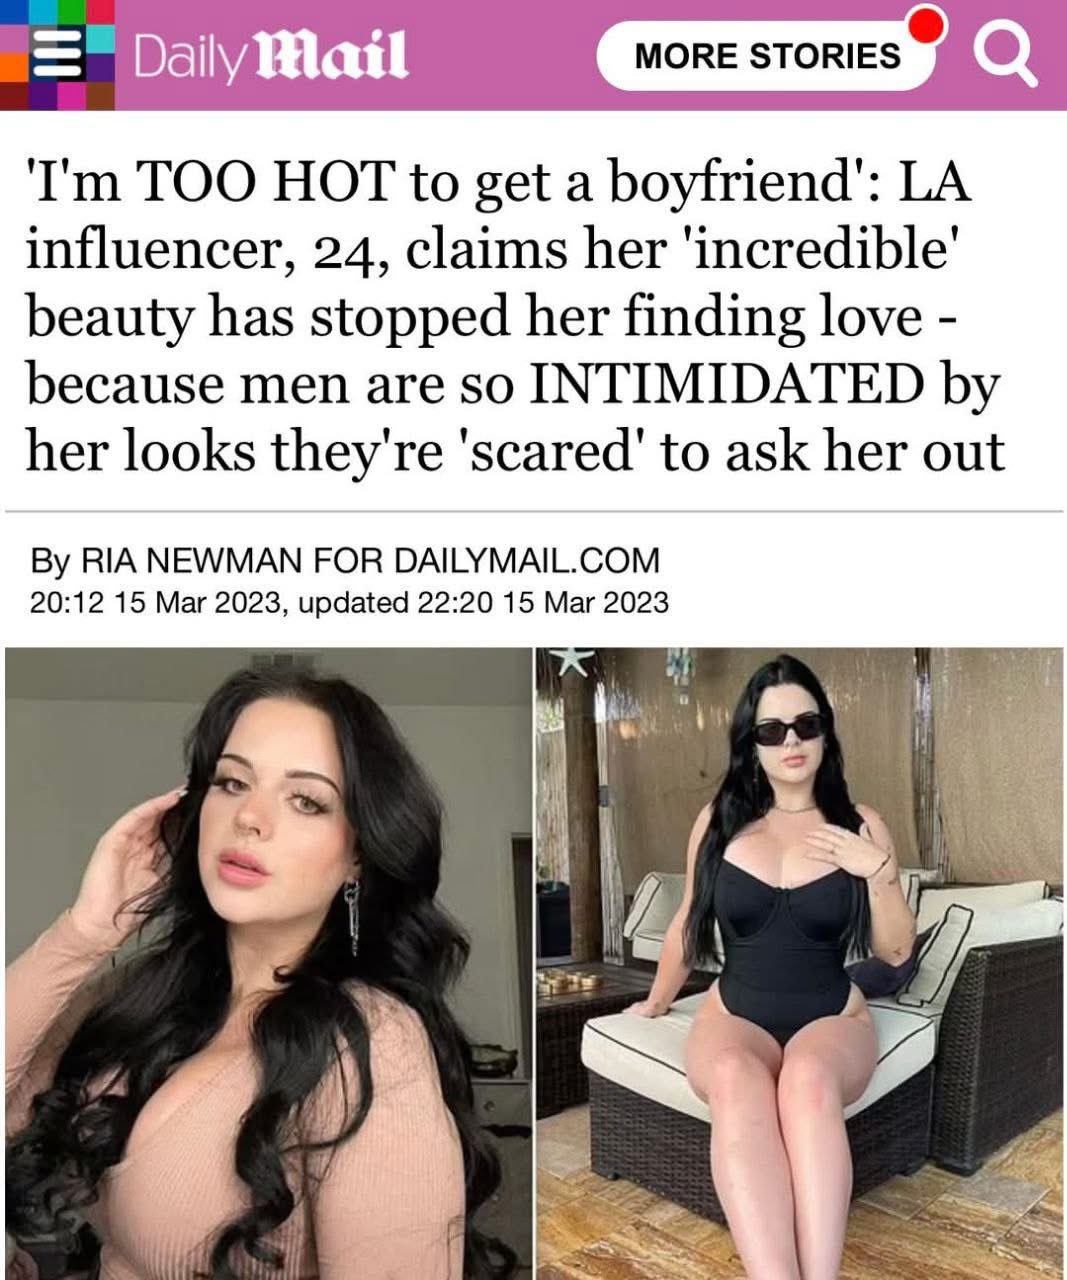 Daily Mail
MORE STORIES
'I'm TOO HOT to get a boyfriend': LA
influencer, 24, claims her 'incredible'
beauty has stopped her finding love -
because men are so INTIMIDATED by
her looks they're 'scared' to ask her out
By RIA NEWMAN FOR DAILYMAIL.COM
20:12 15 Mar 2023, updated 22:20 15 Mar 2023